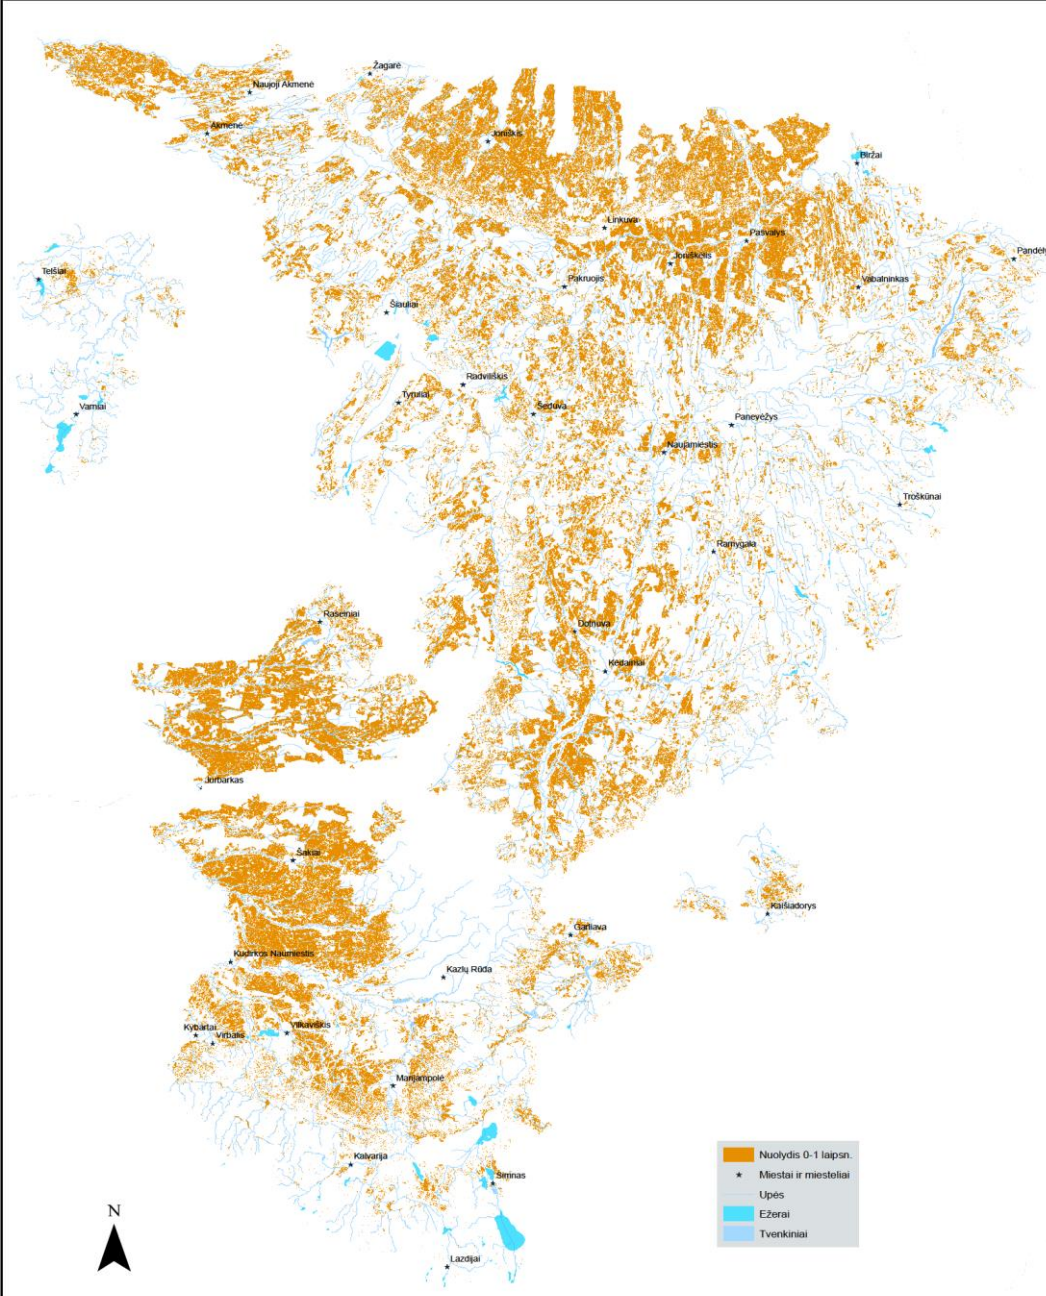 Žagarė
Naujoji Akmenė
Akmenė
Joniškis
Biržai
Linkuva
Pasvalys
Pandėly
Joniškėlis
Telšiai
Pakruojis
Vabalninkas
Šiauliai
Radviliškis
Tyruliai
Šeduva
Varniai
Panevėžys
Naujamiestis
Troškūnai
Ramygala
Raseiniai
Dotnuva
Kėdainiai
Jurbarkas
Šakiai
Kaišiadorys
Garliava
Kudirkos Naumiestis
Kazlų Rūda
Kybartai
Virbalis
Vilkaviškis
Marijampolė
Kalvarija
Simnas
Lazdijai
Nuolydis 0-1 laipsn.
Miestai ir miesteliai
Upės
Ežerai
Tvenkiniai
N